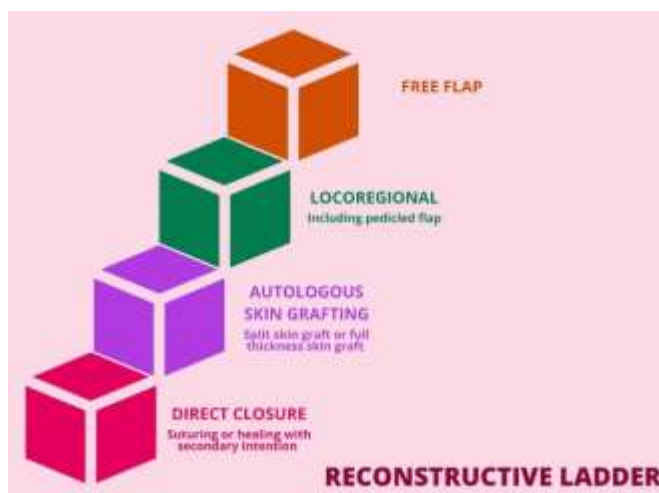 FREE FLAP
LOCOREGIONAL
Including pedicled flap
AUTOLOGOUS
SKIN GRAFTING
Split skin graft or full
thickness skin graft
DIRECT CLOSURE
Suturing or healing with
secondary intention
RECONSTRUCTIVE LADDER